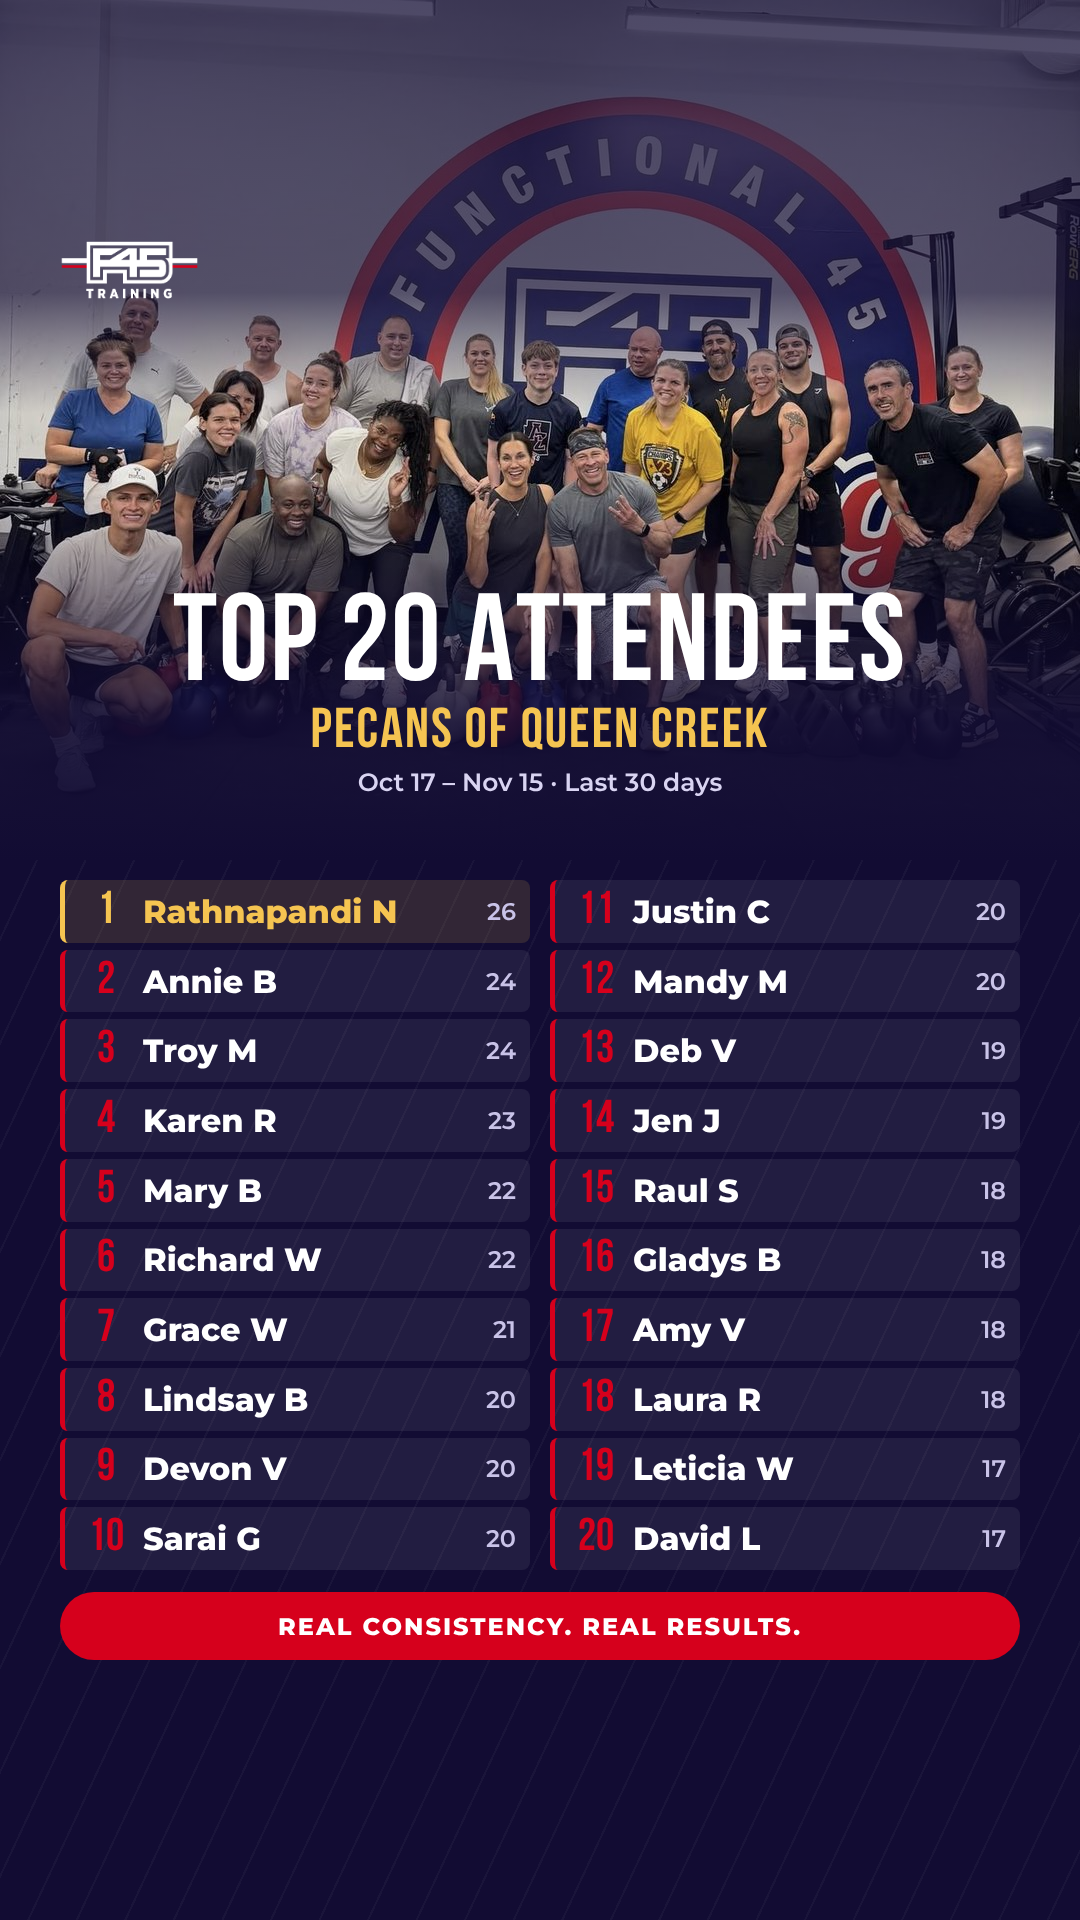 FUNCTIONAL 45
F45
TRAINING
F45
RowERG
23
TOP 20 ATTENDEES
PECANS OF QUEEN CREEK
Oct 17 – Nov 15 · Last 30 days
1 Rathnapandi N 26
2 Annie B 24
3 Troy M 24
4 Karen R 23
5 Mary B 22
6 Richard W 22
7 Grace W 21
8 Lindsay B 20
9 Devon V 20
10 Sarai G 20
11 Justin C 20
12 Mandy M 20
13 Deb V 19
14 Jen J 19
15 Raul S 18
16 Gladys B 18
17 Amy V 18
18 Laura R 18
19 Leticia W 17
20 David L 17
REAL CONSISTENCY. REAL RESULTS.